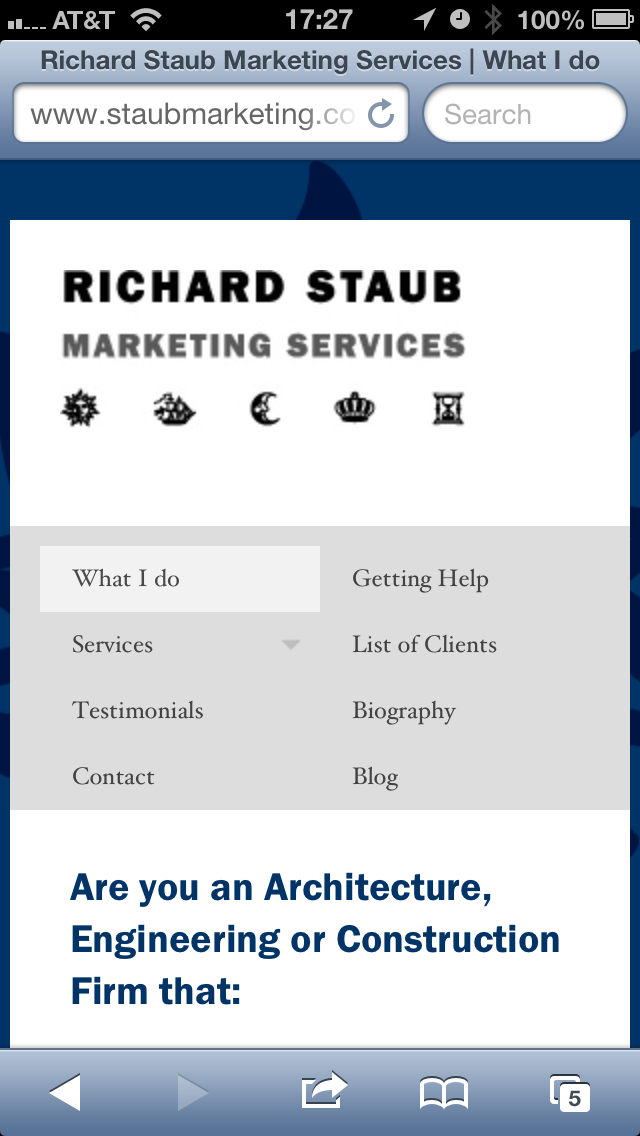 AT&T 17:27 100%
Richard Staub Marketing Services | What I do
www.staubmarketing.co Search
RICHARD STAUB
MARKETING SERVICES
What I do
Getting Help
Services
List of Clients
Testimonials
Biography
Contact
Blog
Are you an Architecture,
Engineering or Construction
Firm that:
5